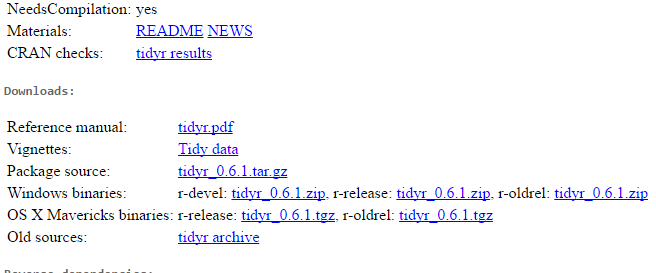 NeedsCompilation: yes
Materials: README NEWS
CRAN checks: tidyr results
Downloads:
Reference manual: tidyr.pdf
Vignettes: Tidy data
Package source: tidyr_0.6.1.tar.gz
Windows binaries: r-devel: tidyr_0.6.1.zip, r-release: tidyr_0.6.1.zip, r-oldrel: tidyr_0.6.1.zip
OS X Mavericks binaries: r-release: tidyr_0.6.1.tgz, r-oldrel: tidyr_0.6.1.tgz
Old sources: tidyr archive
Reverse dependencies: